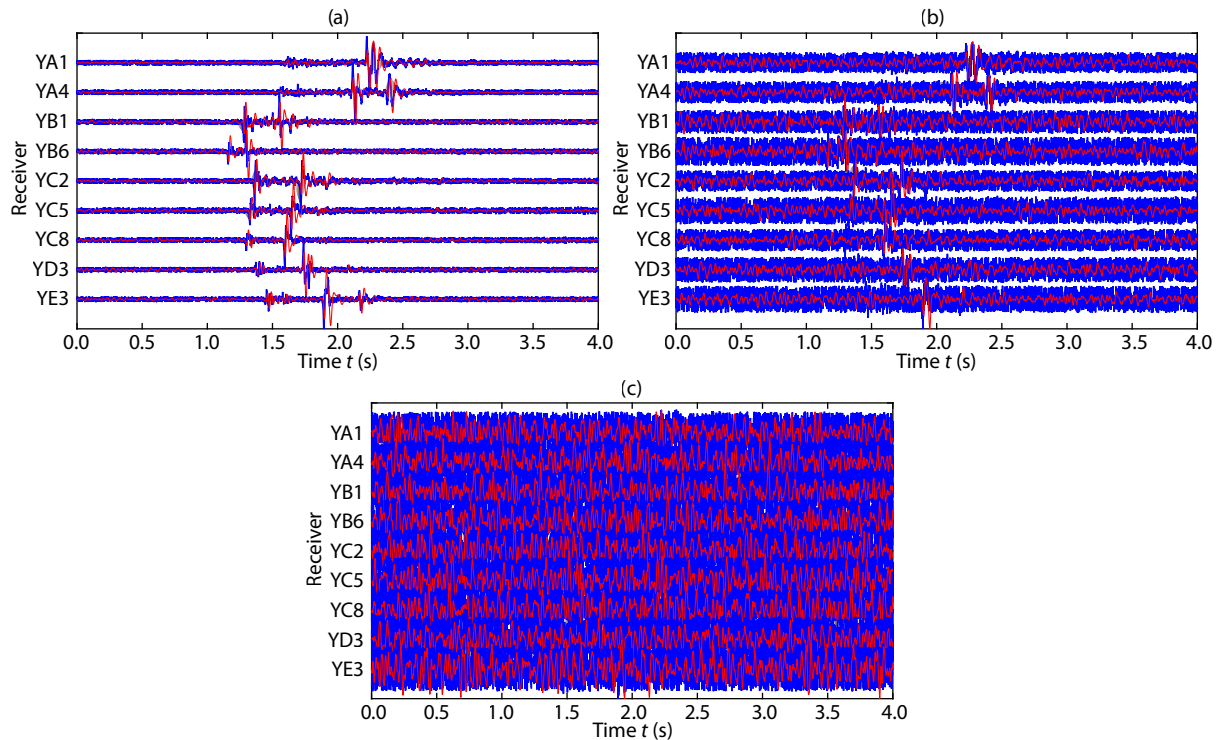 (a)
YA1
YA4
YB1
YB6
YC2
YC5
YC8
YD3
YE3
Receiver
0.0 0.5 1.0 1.5 2.0 2.5 3.0 3.5 4.0
Time t (s)
(b)
YA1
YA4
YB1
YB6
YC2
YC5
YC8
YD3
YE3
Receiver
0.0 0.5 1.0 1.5 2.0 2.5 3.0 3.5 4.0
Time t (s)
(c)
YA1
YA4
YB1
YB6
YC2
YC5
YC8
YD3
YE3
Receiver
0.0 0.5 1.0 1.5 2.0 2.5 3.0 3.5 4.0
Time t (s)